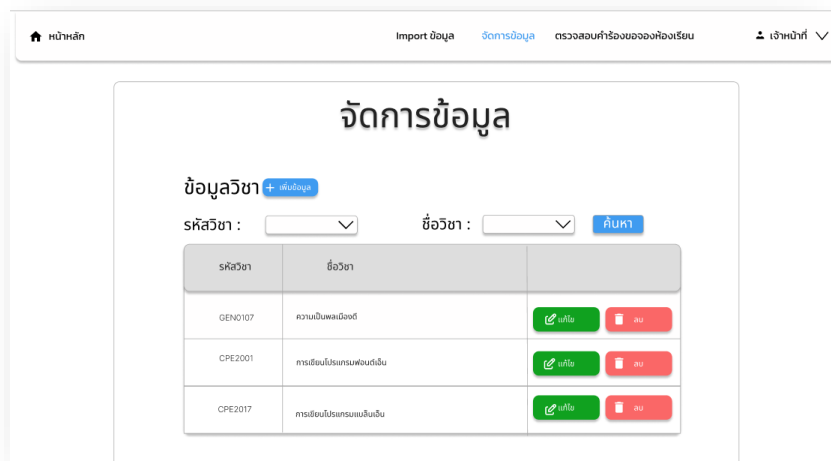 หน้าหลัก Import ข้อมูล จัดการข้อมูล ตรวจสอบคำร้องขอจองห้องเรียน เจ้าหน้าที่
จัดการข้อมูล
ข้อมูลวิชา + เพิ่มข้อมูล
รหัสวิชา : ชื่อวิชา : ค้นหา
รหัสวิชา ชื่อวิชา
GEN0107 ความเป็นพลเมืองดี แก้ไข ลบ
CPE2001 การเขียนโปรแกรมฟอนต์เอ็น แก้ไข ลบ
CPE2017 การเขียนโปรแกรมแบล็นเอ็น แก้ไข ลบ